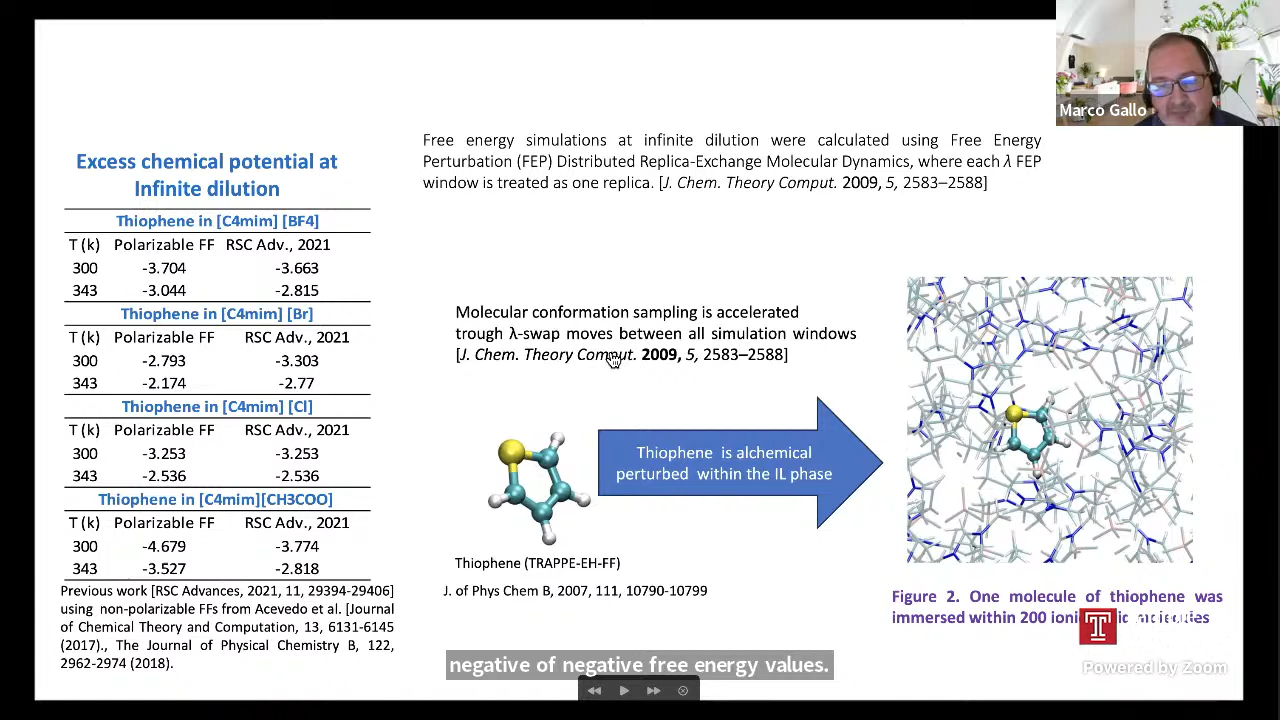 Marco Gallo
Free energy simulations at infinite dilution were calculated using Free Energy
Perturbation (FEP) Distributed Replica-Exchange Molecular Dynamics, where each λ FEP
window is treated as one replica. [J. Chem. Theory Comput. 2009, 5, 2583–2588]
Excess chemical potential at
Infinite dilution
Thiophene in [C4mim] [BF4]
T (k) Polarizable FF RSC Adv., 2021
300 -3.704 -3.663
343 -3.044 -2.815
Thiophene in [C4mim] [Br]
T (k) Polarizable FF RSC Adv., 2021
300 -2.793 -3.303
343 -2.174 -2.77
Thiophene in [C4mim] [Cl]
T (k) Polarizable FF RSC Adv., 2021
300 -3.253 -3.253
343 -2.536 -2.536
Thiophene in [C4mim][CH3COO]
T (k) Polarizable FF RSC Adv., 2021
300 -4.679 -3.774
343 -3.527 -2.818
Previous work [RSC Advances, 2021, 11, 29394-29406]
using non-polarizable FFs from Acevedo et al. [Journal
of Chemical Theory and Computation, 13, 6131-6145
(2017)., The Journal of Physical Chemistry B, 122,
2962-2974 (2018).
Molecular conformation sampling is accelerated
trough λ-swap moves between all simulation windows
[J. Chem. Theory Comput. 2009, 5, 2583–2588]
Thiophene is alchemical
perturbed within the IL phase
Thiophene (TRAPPE-EH-FF)
J. of Phys Chem B, 2007, 111, 10790-10799
Figure 2. One molecule of thiophene was
immersed within 200 ioni
T
Powered by Zoom
negative of negative free energy values.